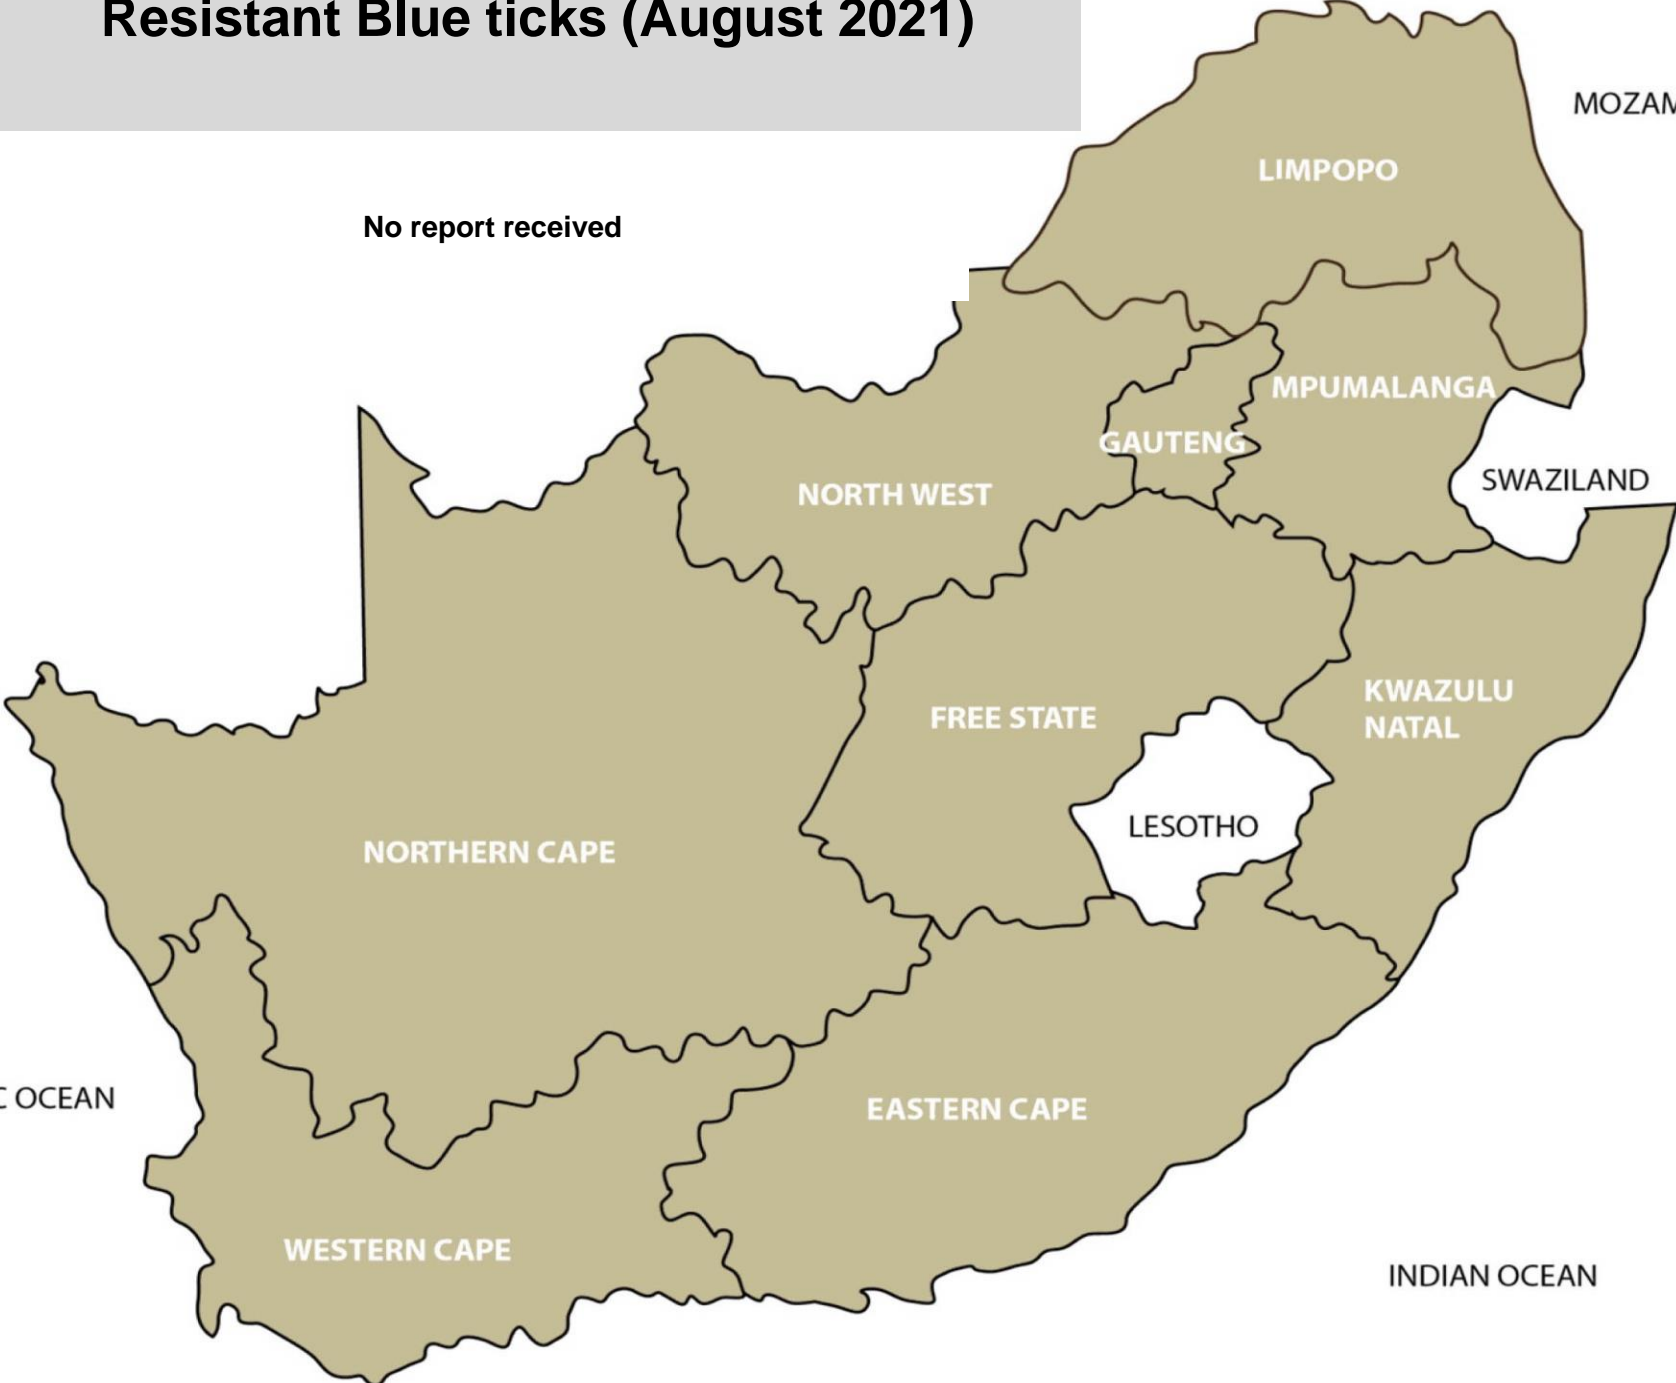 Resistant Blue ticks (August 2021)
MOZAM
LIMPOPO
No report received
MPUMALANGA
GAUTENG
SWAZILAND
NORTH WEST
KWAZULU
NATAL
FREE STATE
LESOTHO
NORTHERN CAPE
C OCEAN
EASTERN CAPE
WESTERN CAPE
INDIAN OCEAN